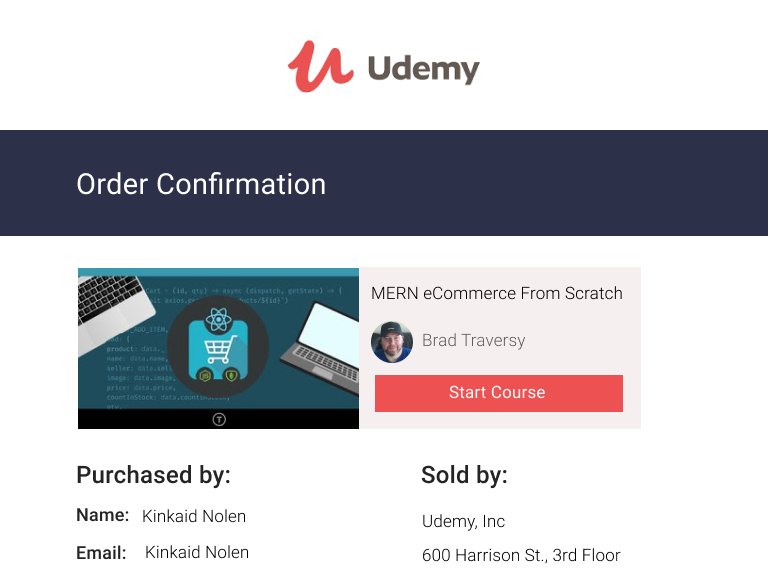 Udemy
Order Confirmation
MERN eCommerce From Scratch
Brad Traversy
Start Course
Purchased by:
Sold by:
Name: Kinkaid Nolen
Udemy, Inc
Email: Kinkaid Nolen
600 Harrison St., 3rd Floor